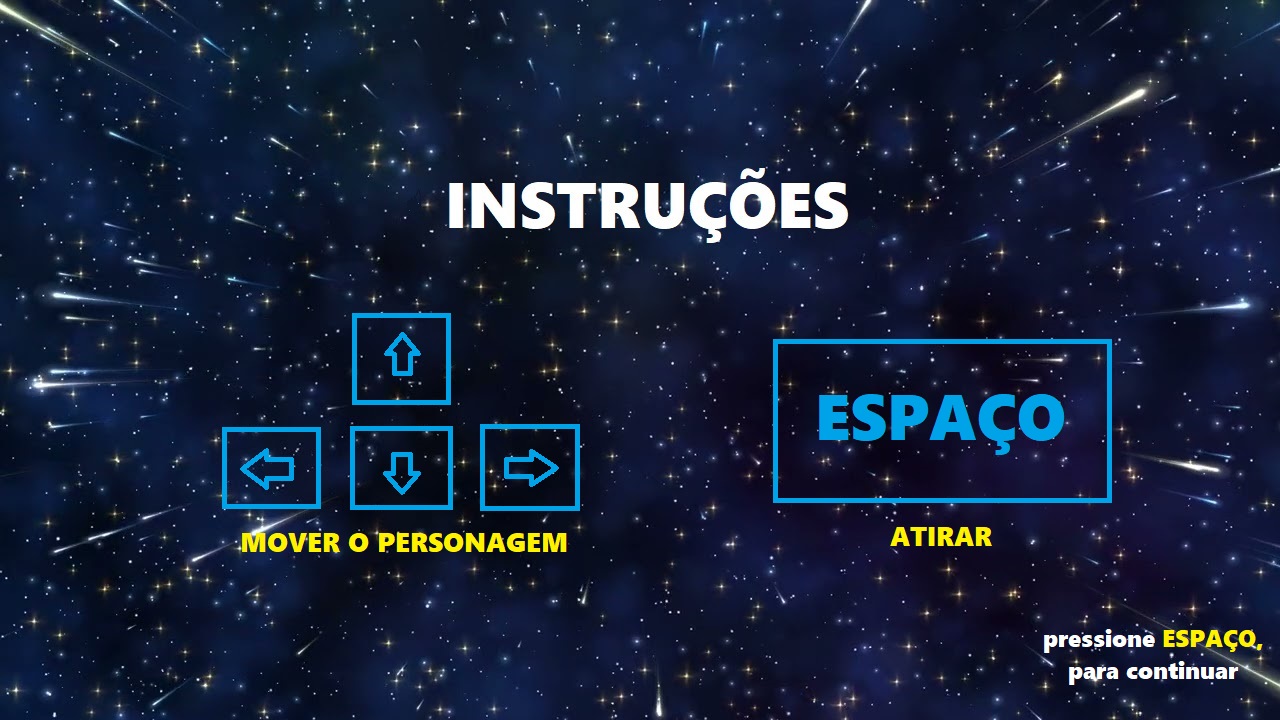 INSTRUÇÕES
ESPAÇO
MOVER O PERSONAGEM
ATIRAR
pressione ESPAÇO,
para continuar